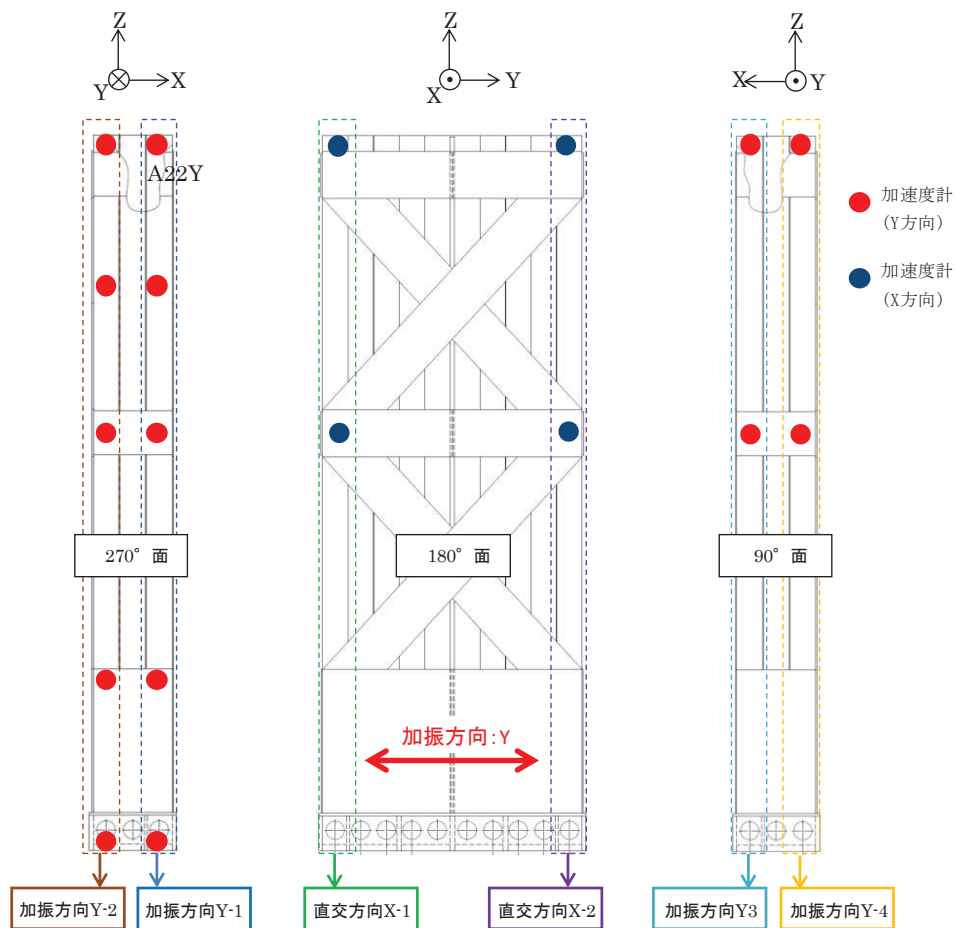 Z
Y
X
Z
X
Y
Z
X
Y
A22Y
加速度計
(Y方向)
加速度計
(X方向)
270° 面
180° 面
90° 面
加振方向:Y
加振方向Y-2
加振方向Y-1
直交方向X-1
直交方向X-2
加振方向Y3
加振方向Y-4